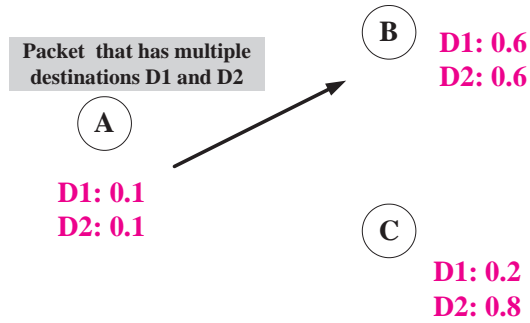 Packet that has multiple
destinations D1 and D2
A
D1: 0.1
D2: 0.1
B
D1: 0.6
D2: 0.6
C
D1: 0.2
D2: 0.8